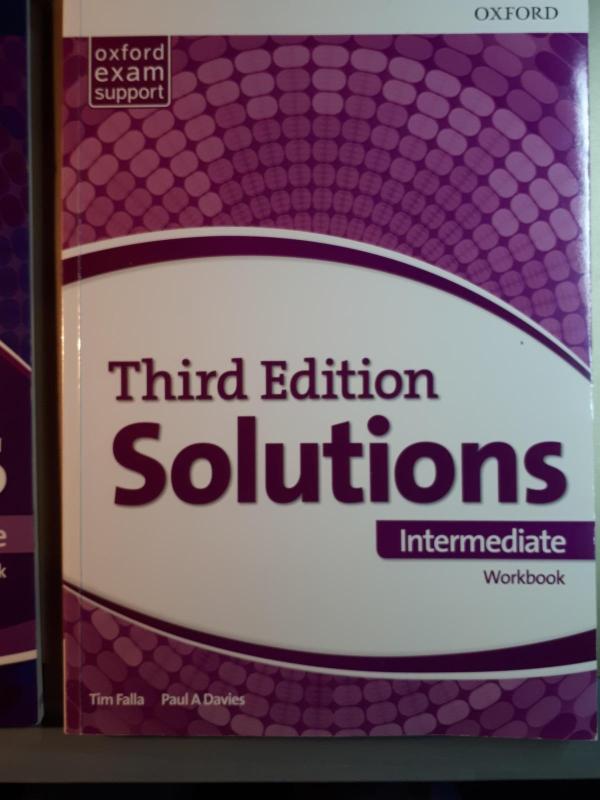 OXFORD
oxford
exam
support
Third Edition
Solutions
Intermediate
Workbook
Tim Falla Paul A Davies